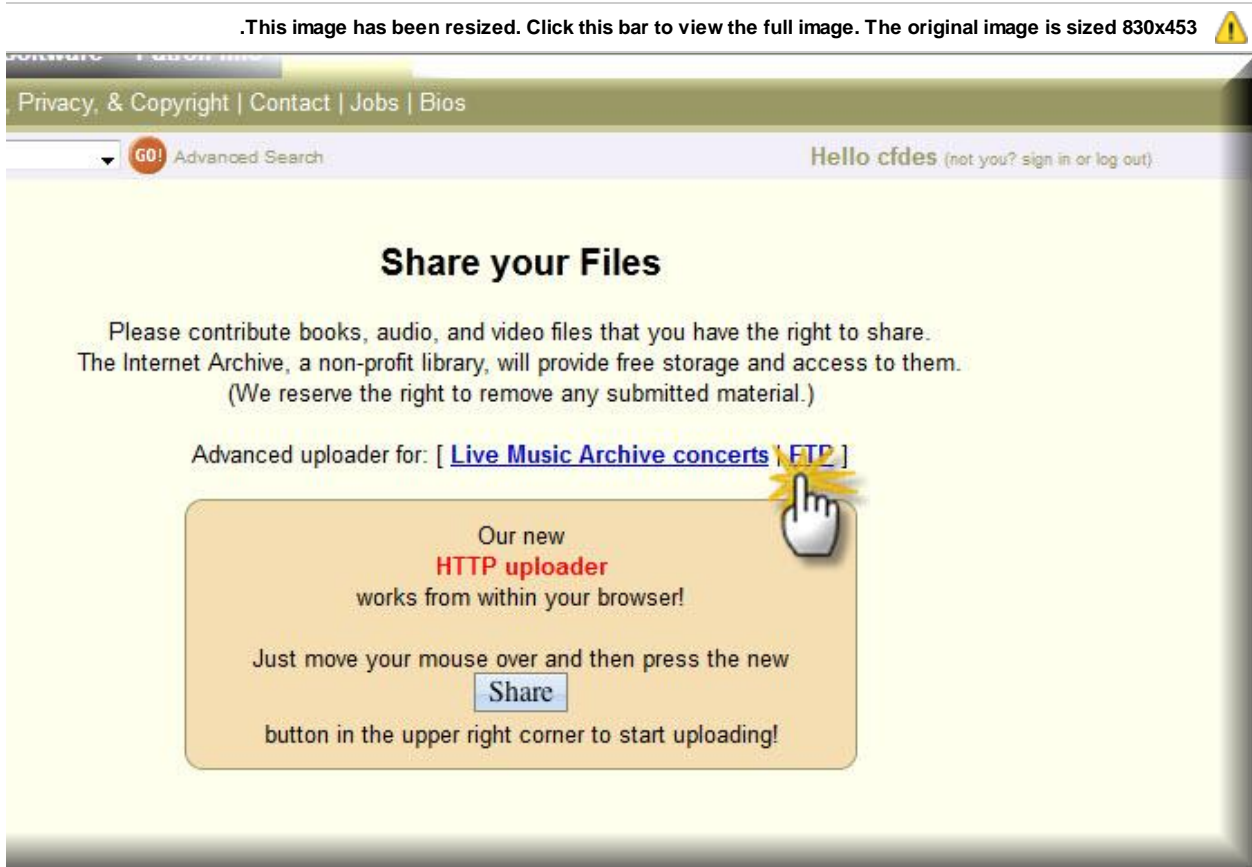 .This image has been resized. Click this bar to view the full image. The original image is sized 830x453
, Privacy, & Copyright | Contact | Jobs | Bios
GO! Advanced Search Hello cfdes (not you? sign in or log out)
Share your Files
Please contribute books, audio, and video files that you have the right to share.
The Internet Archive, a non-profit library, will provide free storage and access to them.
(We reserve the right to remove any submitted material.)
Advanced uploader for: [ Live Music Archive concerts | FTP ]
Our new
HTTP uploader
works from within your browser!
Just move your mouse over and then press the new
Share
button in the upper right corner to start uploading!